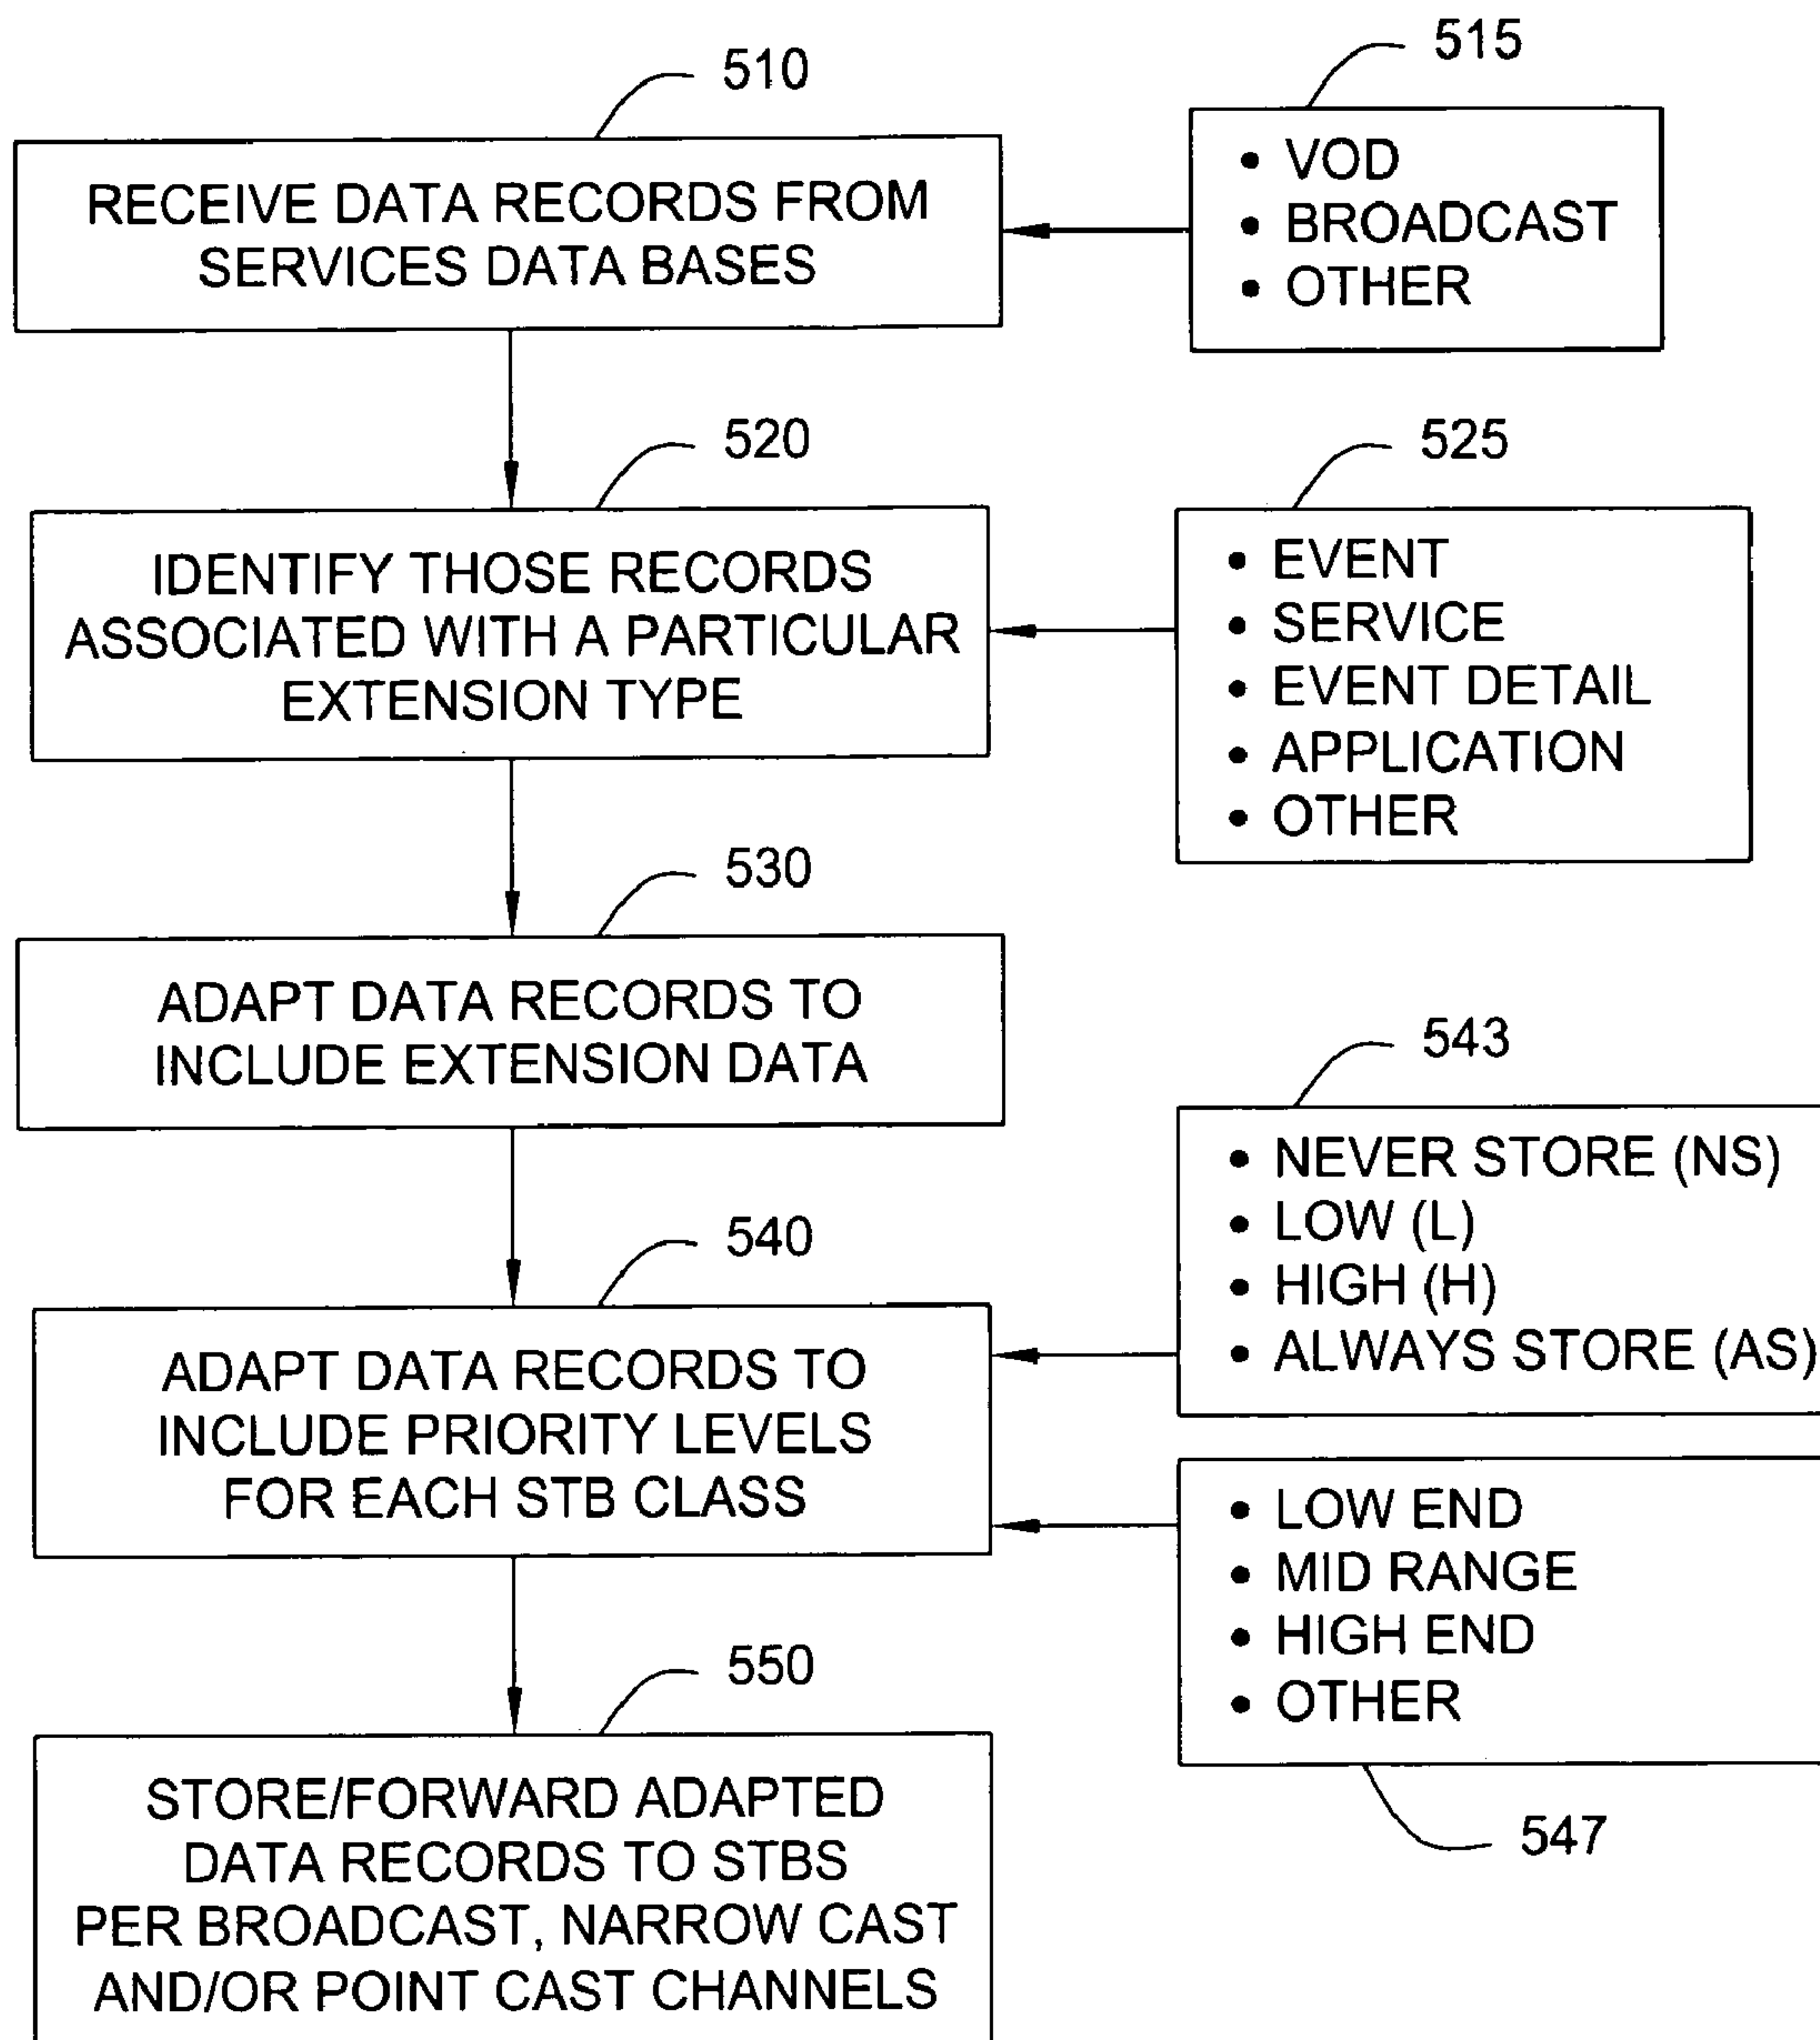 510
515
RECEIVE DATA RECORDS FROM
SERVICES DATA BASES
• VOD
• BROADCAST
• OTHER
520
525
IDENTIFY THOSE RECORDS
ASSOCIATED WITH A PARTICULAR
EXTENSION TYPE
• EVENT
• SERVICE
• EVENT DETAIL
• APPLICATION
• OTHER
530
ADAPT DATA RECORDS TO
INCLUDE EXTENSION DATA
543
• NEVER STORE (NS)
• LOW (L)
• HIGH (H)
• ALWAYS STORE (AS)
540
ADAPT DATA RECORDS TO
INCLUDE PRIORITY LEVELS
FOR EACH STB CLASS
• LOW END
• MID RANGE
• HIGH END
• OTHER
547
550
STORE/FORWARD ADAPTED
DATA RECORDS TO STBS
PER BROADCAST, NARROW CAST
AND/OR POINT CAST CHANNELS